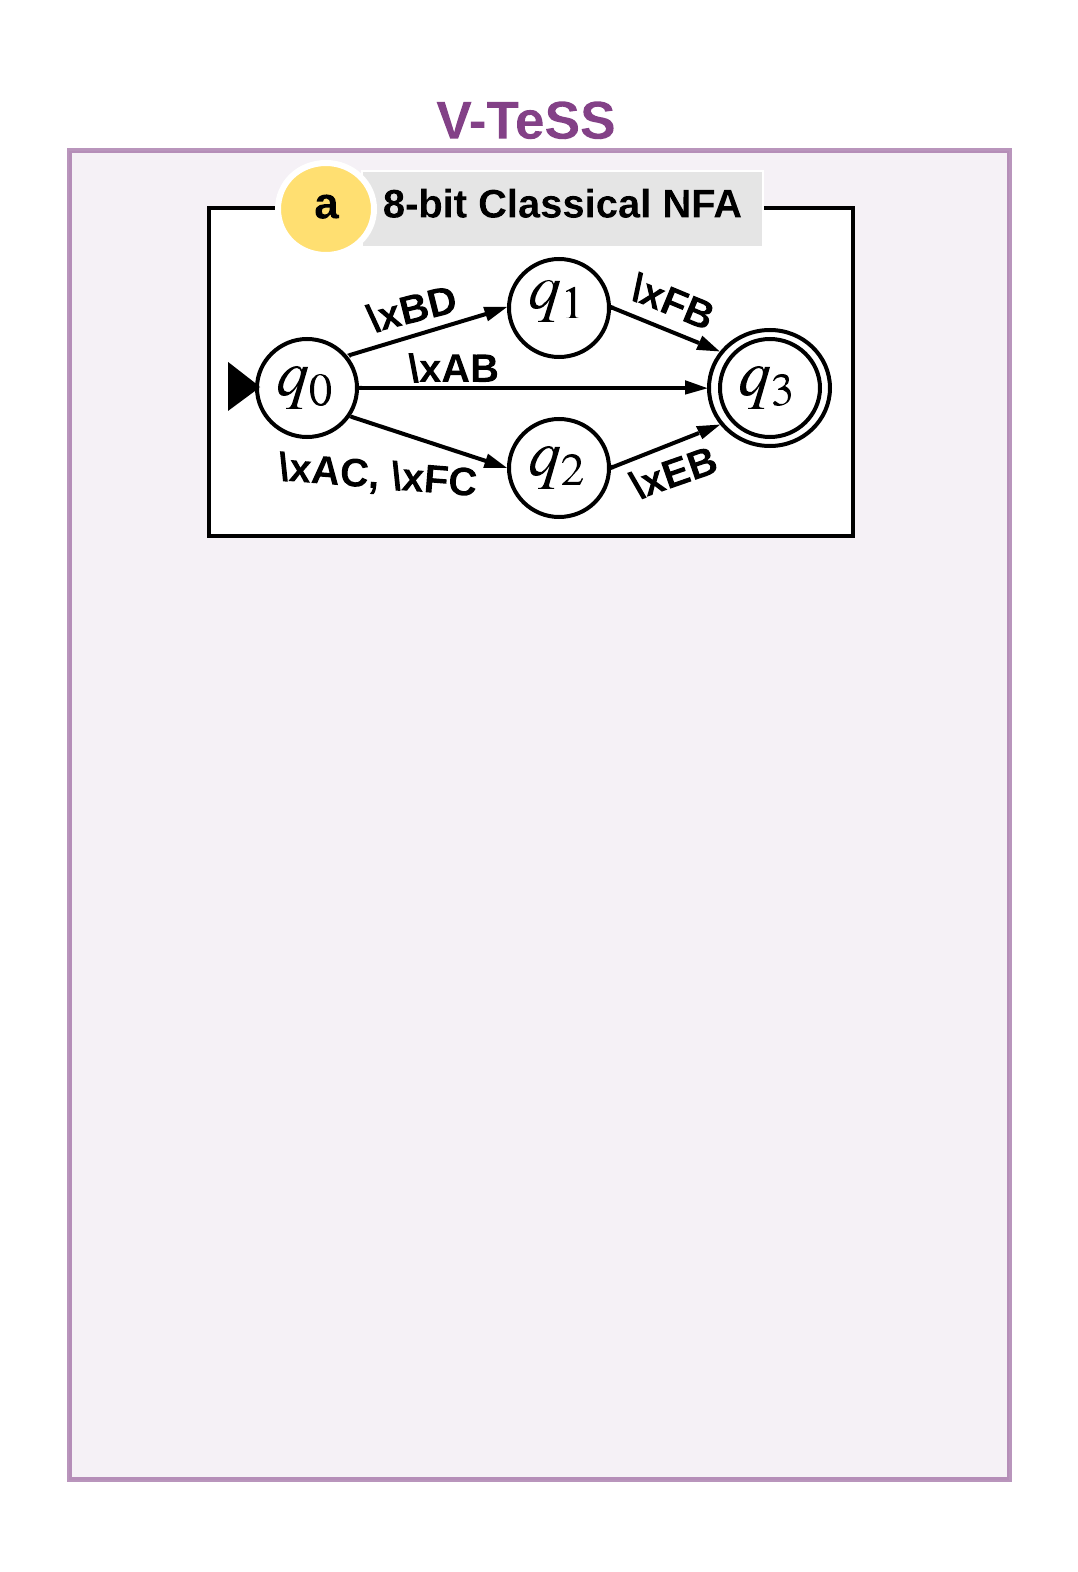 V-TeSS
a 8-bit Classical NFA
\xBD
q1
\xFB
q0
\xAB
q3
\xAC, \xFC
q2
\xEB